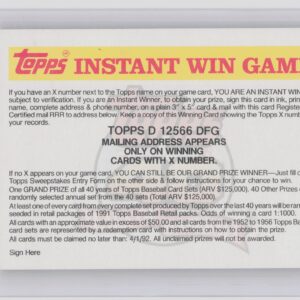 Topps INSTANT WIN GAM
If you have an X number next to the Topps name on your game card, YOU ARE AN INSTANT WIN
subject to verification. If you are an Instant Winner, to obtain your prize, sign this card in ink, prin
name, complete address & phone number, on a plain 3" x 5" card & mail with this card Register
Certified mail RRR to address below. Keep a copy of this Winning Card showing the Topps X num
your records.
TOPPS D 12566 DFG
MAILING ADDRESS APPEARS
ONLY ON WINNING
CARDS WITH X NUMBER.
If no X appears on your game card, YOU CAN STILL BE OUR GRAND PRIZE WINNER—Just fill o
Topps Sweepstakes Entry Form on the other side & follow instructions for your chance to win.
One GRAND PRIZE of all 40 years of Topps Baseball Card Sets (ARV $125,000). 40 Other Prizes o
randomly selected annual set from the 40 sets (Total ARV $125,000).
At least one of every card from every complete set produced by Topps over the last 40 years will be rand
seeded in retail packages of 1991 Topps Baseball Retail packs. Odds of winning a card 1:1000.
All cards with an approximate value in excess of $50.00 and all cards from the 1952 to 1956 Topps Ba
card sets are represented by a redemption card with instructions on how to obtain the prizes.
All cards must be claimed no later than: 4/1/92. All unclaimed prizes will not be awarded.
Sign Here